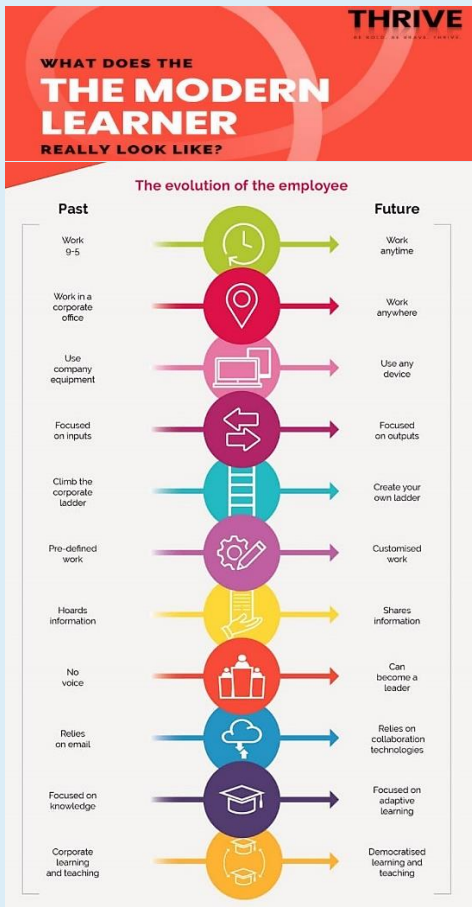 THRIVE
BE BOLD. BE BRAVE. THRIVE.
WHAT DOES THE
THE MODERN
LEARNER
REALLY LOOK LIKE?
The evolution of the employee
Past
Future
Work
9-5
Work
anytime
Work in a
corporate
office
Work
anywhere
Use
company
equipment
Use any
device
Focused
on inputs
Focused
on outputs
Climb the
corporate
ladder
Create your
own ladder
Pre-defined
work
Customised
work
Hoards
information
Shares
information
No
voice
Can
become a
leader
Relies
on email
Relies on
collaboration
technologies
Focused on
knowledge
Focused on
adaptive
learning
Corporate
learning
and teaching
Democratised
learning and
teaching